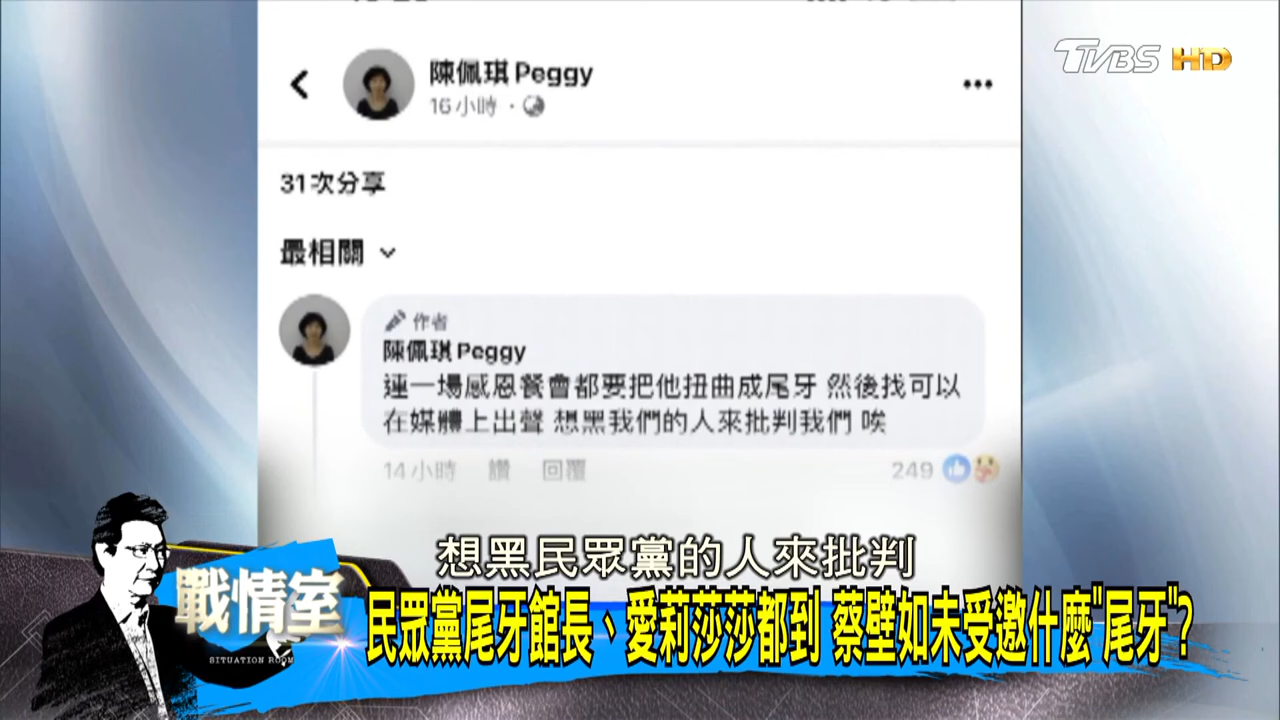 TVBS HD
陳佩琪 Peggy
16小時
31次分享
最相關
作者
陳佩琪 Peggy
連一場感恩餐會都要把他扭曲成尾牙 然後找可以
在媒體上出聲 想黑我們的人來批判我們 唉
14小時 讚 回覆 249
想黑民眾黨的人來批判
戰情室
SITUATION ROOM
民眾黨尾牙館長、愛莉莎莎都到 蔡壁如未受邀什麼"尾牙"?